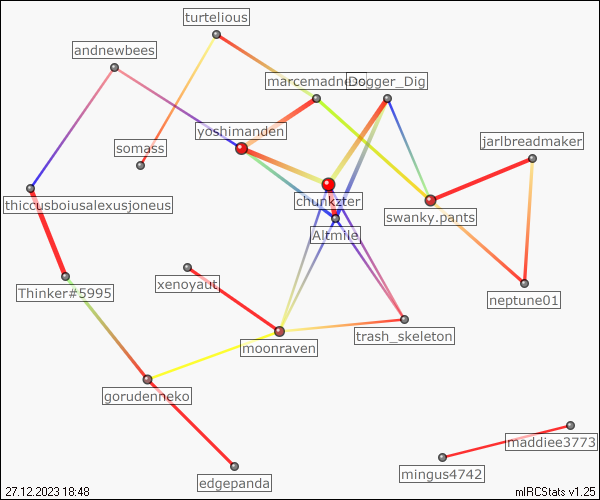 turtelious
andnewbees
marcemadness
Dogger_Dig
yoshimanden
jarlbreadmaker
somass
chunkzter
thiccusboiusalexusjoneus
swanky.pants
Altmile
xenoyaut
Thinker#5995
neptune01
trash_skeleton
moonraven
gorudenneko
maddiee3773
mingus4742
edgepanda
27.12.2023 18:48
mIRCStats v1.25